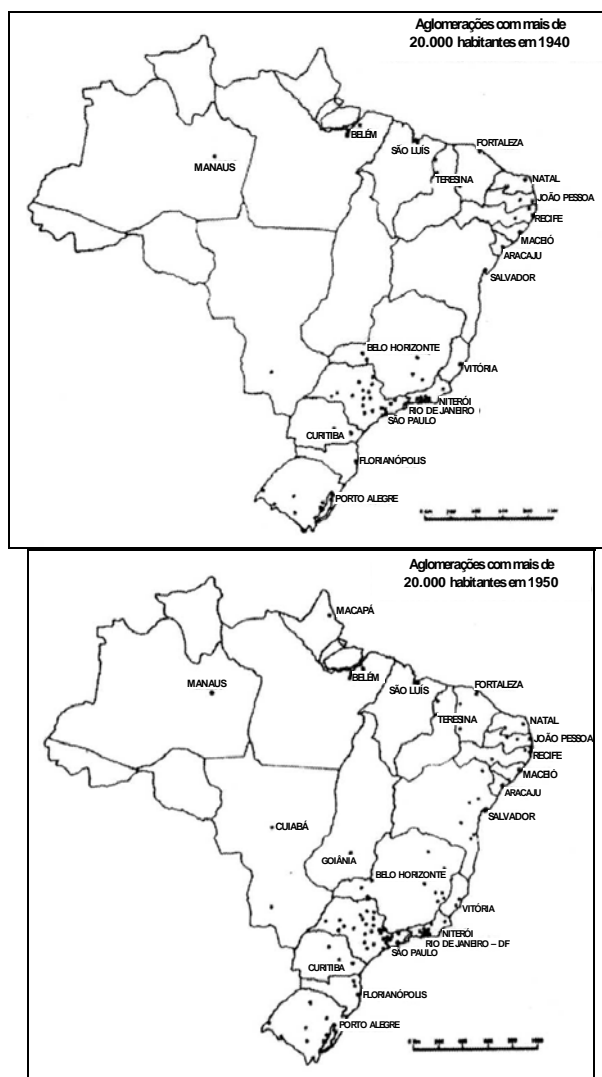 Aglomerações com mais de
20.000 habitantes em 1940
BELÉM
SÃO LUÍS
FORTALEZA
MANAUS
TERESINA
NATAL
JOÃO PESSOA
RECIFE
MACEIÓ
ARACAJU
SALVADOR
BELO HORIZONTE
VITÓRIA
NITERÓI
RIO DE JANEIRO
SÃO PAULO
CURITIBA
FLORIANÓPOLIS
PORTO ALEGRE
Aglomerações com mais de
20.000 habitantes em 1950
MACAPÁ
BELÉM
SÃO LUÍS
FORTALEZA
MANAUS
TERESINA
NATAL
JOÃO PESSOA
RECIFE
MACEIÓ
ARACAJU
SALVADOR
CUIABÁ
GOIÂNIA
BELO HORIZONTE
VITÓRIA
NITERÓI
RIO DE JANEIRO – DF
SÃO PAULO
CURITIBA
FLORIANÓPOLIS
PORTO ALEGRE